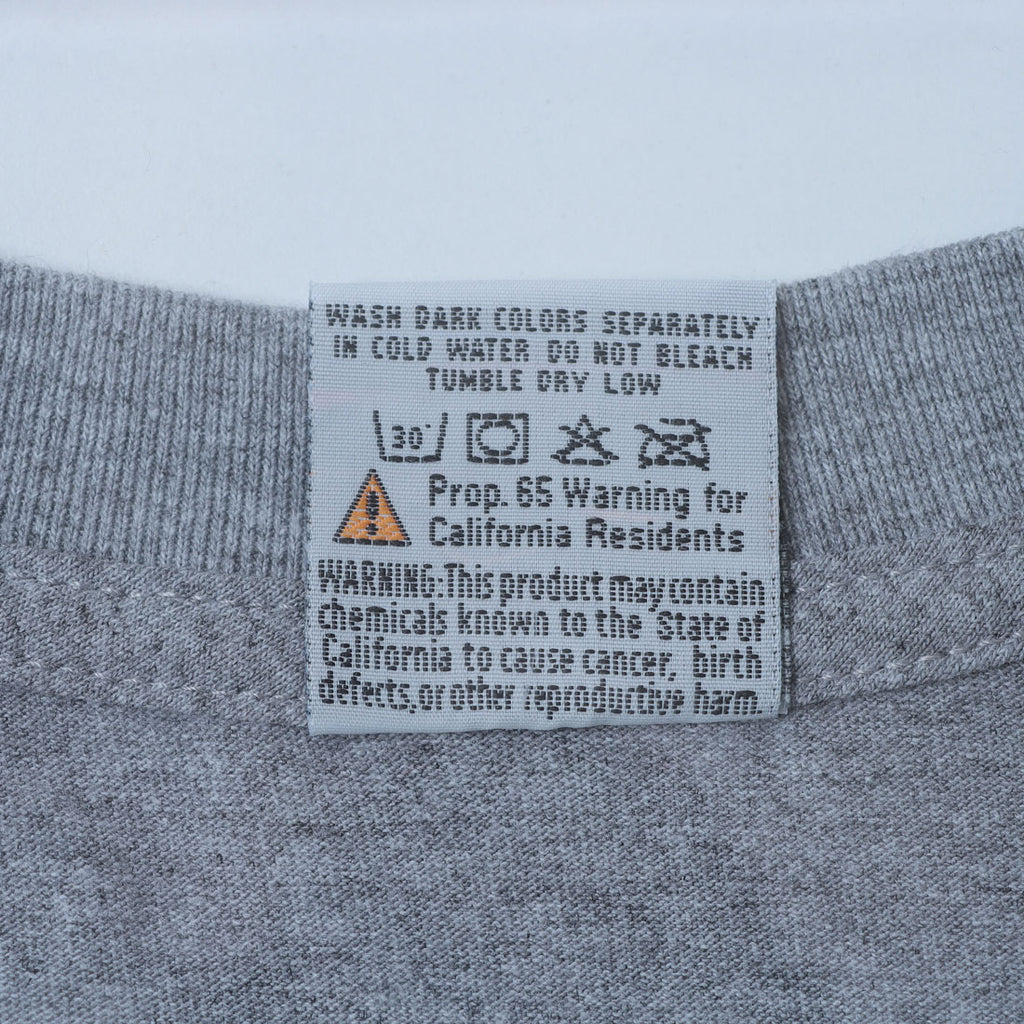 WASH DARK COLORS SEPARATELY
IN COLD WATER DO NOT BLEACH
TUMBLE DRY LOW
30°
Prop. 65 Warning for
California Residents
WARNING: This product may contain
chemicals known to the State of
California to cause cancer, birth
defects, or other reproductive harm.